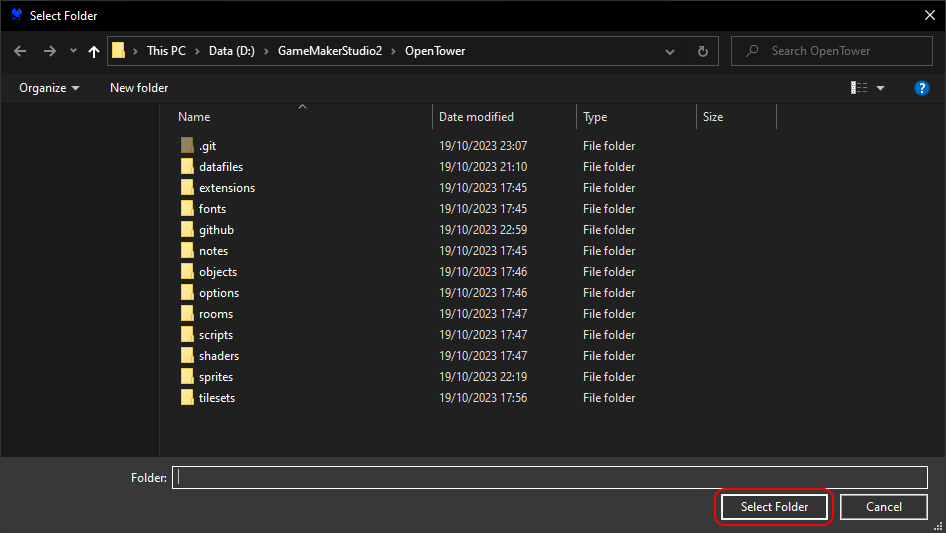 Select Folder
This PC > Data (D:) > GameMakerStudio2 > OpenTower
Search OpenTower
Organize New folder
?
Name Date modified Type Size
.git 19/10/2023 23:07 File folder
datafiles 19/10/2023 21:10 File folder
extensions 19/10/2023 17:45 File folder
fonts 19/10/2023 17:45 File folder
github 19/10/2023 22:59 File folder
notes 19/10/2023 17:45 File folder
objects 19/10/2023 17:46 File folder
options 19/10/2023 17:46 File folder
rooms 19/10/2023 17:47 File folder
scripts 19/10/2023 17:47 File folder
shaders 19/10/2023 17:47 File folder
sprites 19/10/2023 22:19 File folder
tilesets 19/10/2023 17:56 File folder
Folder:
Select Folder Cancel